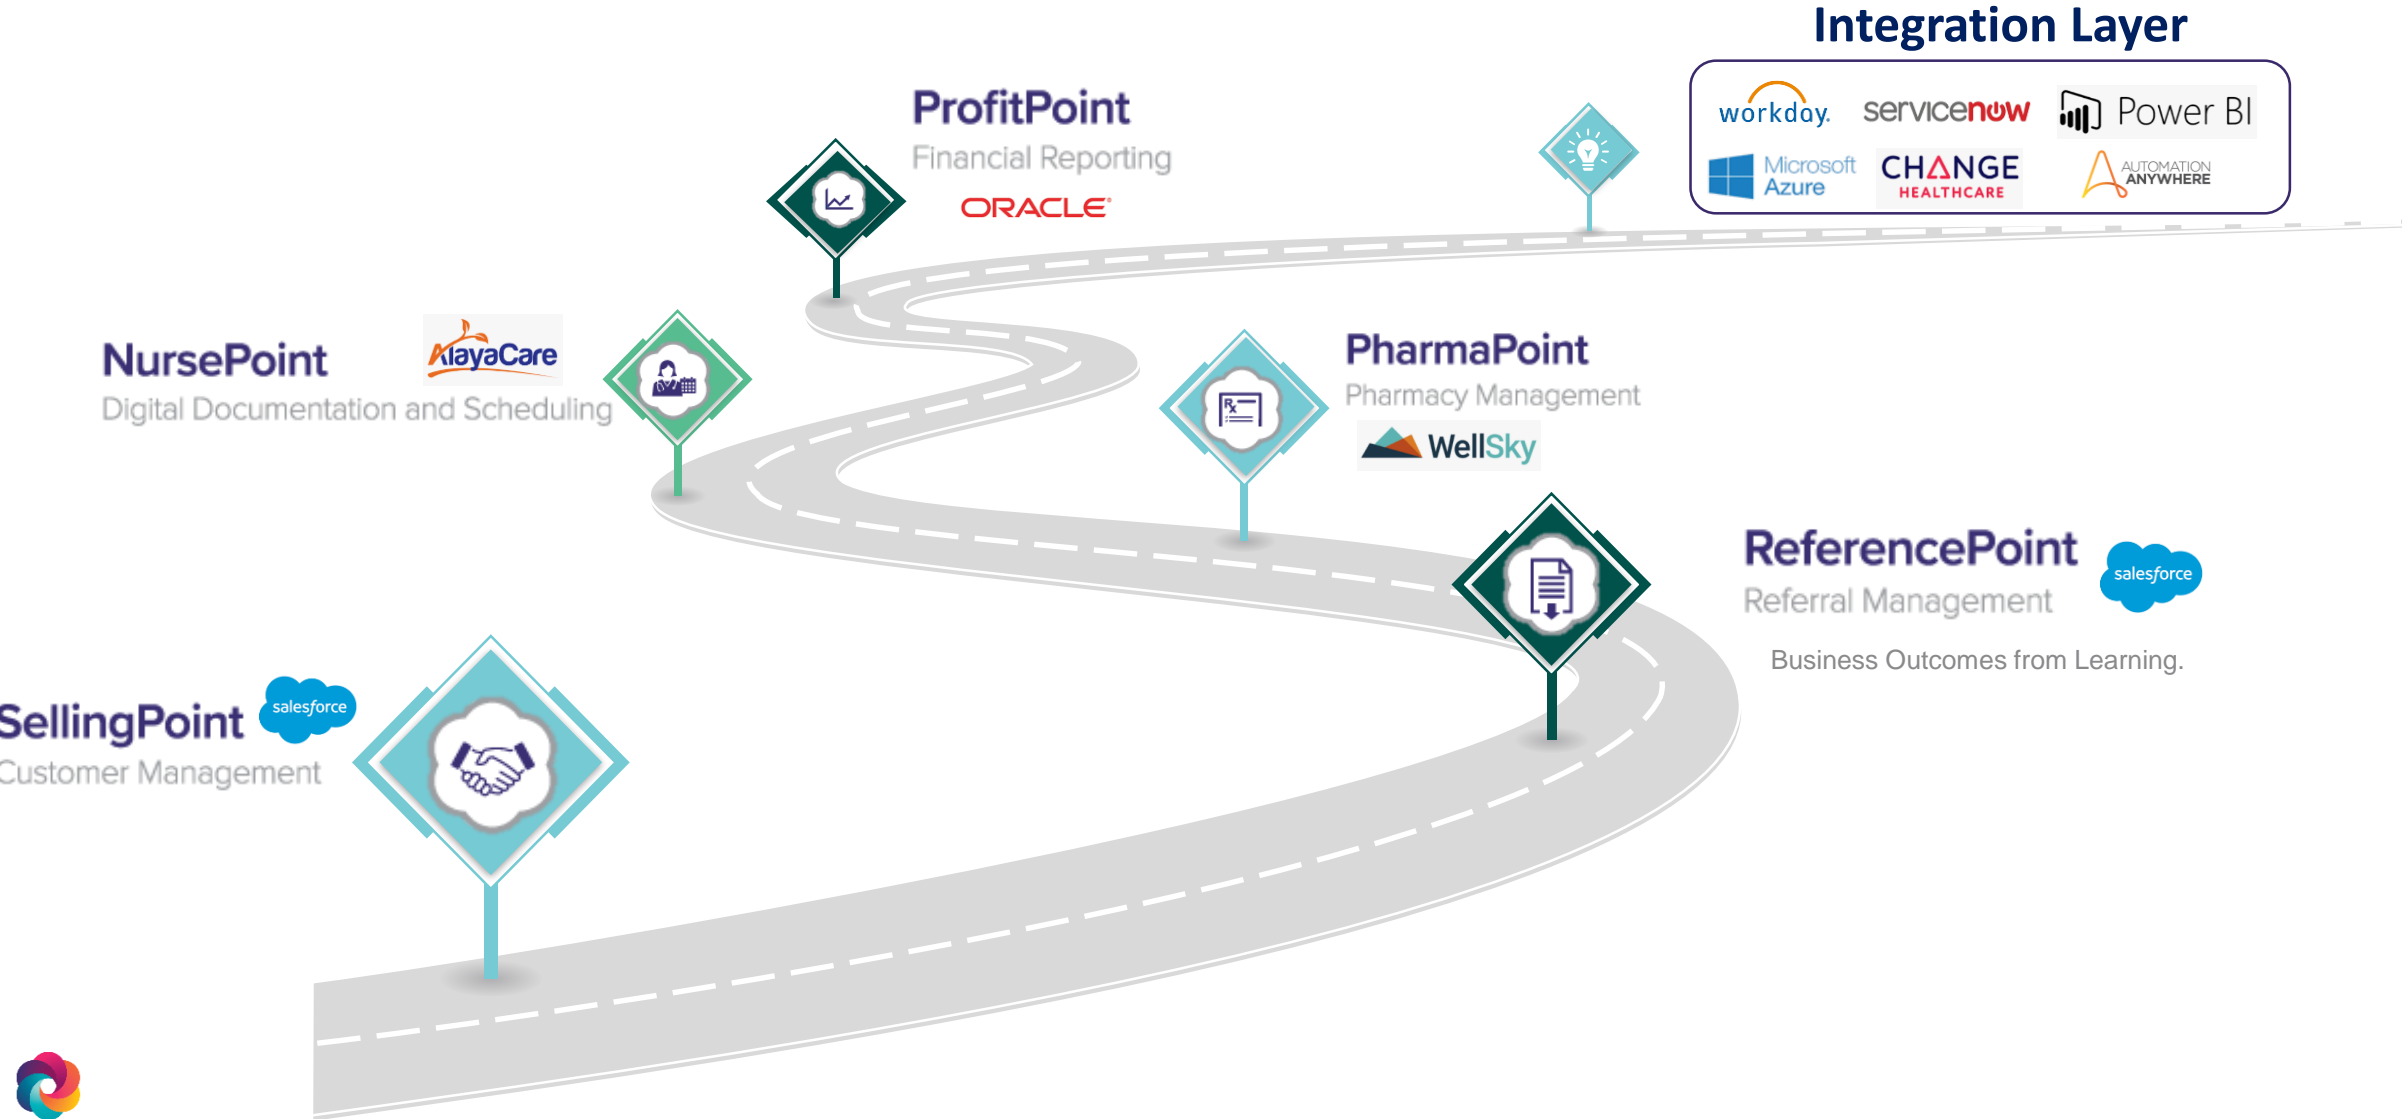 Integration Layer
workday.
servicenow
Power BI
Microsoft
Azure
CHANGE
HEALTHCARE
AUTOMATION
ANYWHERE
ProfitPoint
Financial Reporting
ORACLE®
NursePoint
AlayaCare
Digital Documentation and Scheduling
PharmaPoint
Pharmacy Management
Rx
WellSky
ReferencePoint
salesforce
Referral Management
Business Outcomes from Learning.
SellingPoint
salesforce
Customer Management